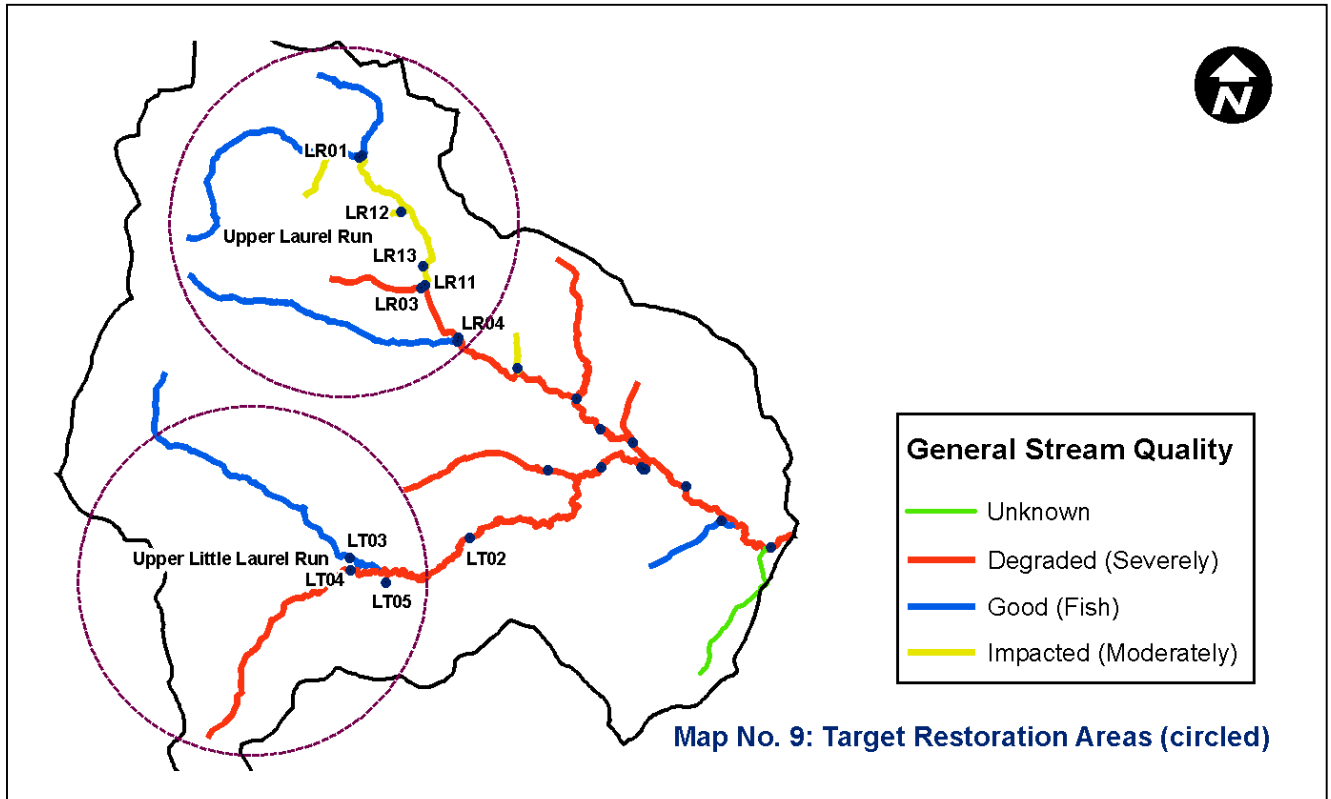 N
LR01
LR12
Upper Laurel Run
LR13
LR11
LR03
LR04
LT03
Upper Little Laurel Run
LT04
LT05
LT02
General Stream Quality
Unknown
Degraded (Severely)
Good (Fish)
Impacted (Moderately)
Map No. 9: Target Restoration Areas (circled)